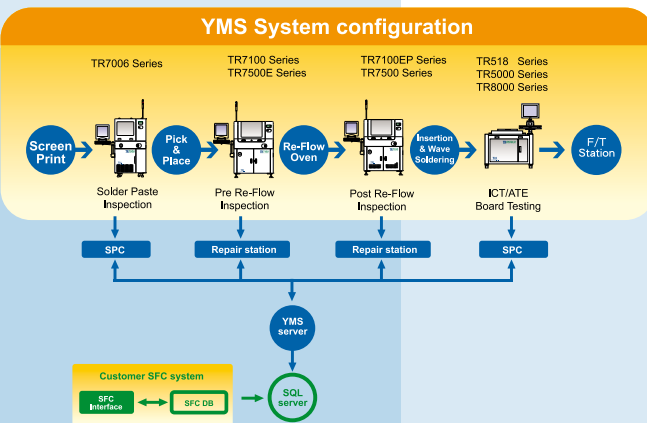 YMS System configuration
TR7006 Series
TR7100 Series
TR7500E Series
TR7100EP Series
TR7500 Series
TR518 Series
TR5000 Series
TR8000 Series
Screen
Print
Pick
&
Place
Re-Flow
Oven
Insertion
& Wave
Soldering
F/T
Station
Solder Paste
Inspection
Pre Re-Flow
Inspection
Post Re-Flow
Inspection
ICT/ATE
Board Testing
SPC
Repair station
Repair station
SPC
YMS
server
Customer SFC system
SFC
Interface
SFC DB
SQL
server